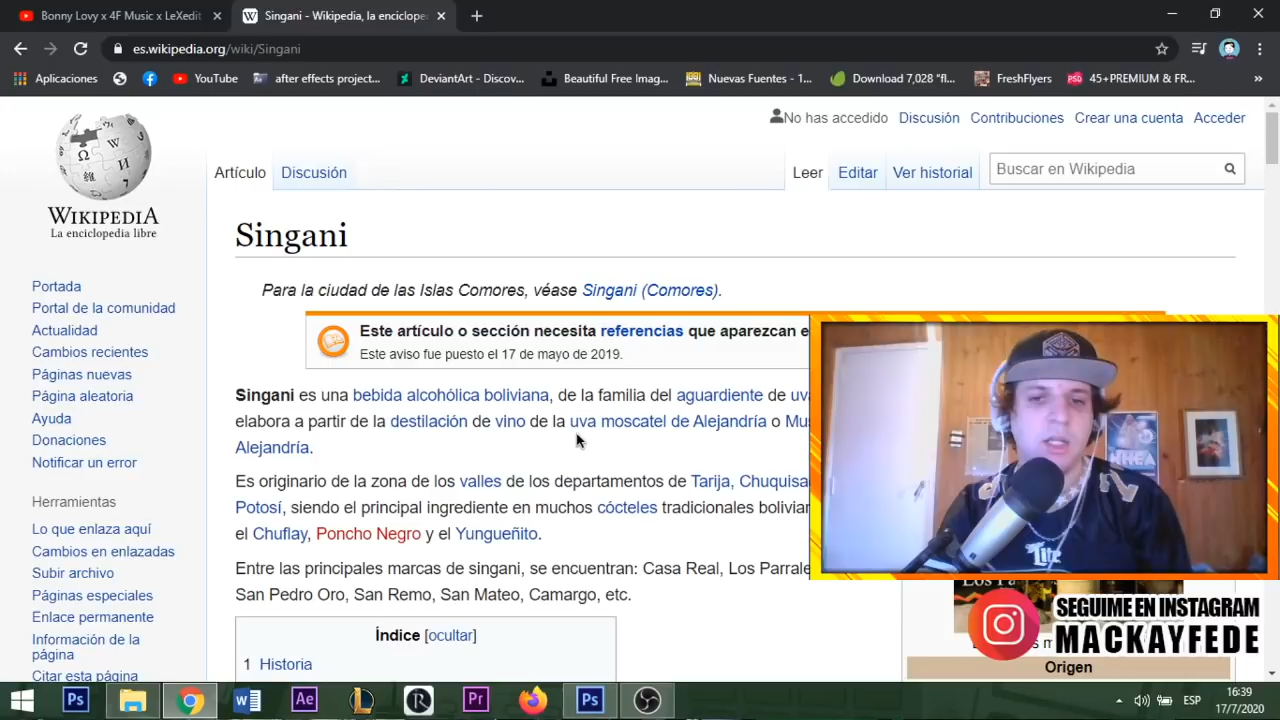 Bonny Lovy x 4F Music x LeXedit
Singani - Wikipedia, la enciclope
es.wikipedia.org/wiki/Singani
Aplicaciones
YouTube
after effects project...
DeviantArt - Discov...
Beautiful Free Imag...
Nuevas Fuentes - 1...
Download 7,028 “fl...
FreshFlyers
45+PREMIUM & FR...
»
No has accedido Discusión Contribuciones Crear una cuenta Acceder
Artículo Discusión Leer Editar Ver historial Buscar en Wikipedia
WIKIPEDIA
La enciclopedia libre
Singani
Para la ciudad de las Islas Comores, véase Singani (Comores).
Este artículo o sección necesita referencias que aparezcan e
Este aviso fue puesto el 17 de mayo de 2019.
Singani es una bebida alcohólica boliviana, de la familia del aguardiente de uv
elabora a partir de la destilación de vino de la uva moscatel de Alejandría o Mus
Alejandría.
Es originario de la zona de los valles de los departamentos de Tarija, Chuquisa
Potosí, siendo el principal ingrediente en muchos cócteles tradicionales bolivian
el Chuflay, Poncho Negro y el Yungueñito.
Entre las principales marcas de singani, se encuentran: Casa Real, Los Parrale
San Pedro Oro, San Remo, San Mateo, Camargo, etc.
Índice [ocultar]
1 Historia
Portada
Portal de la comunidad
Actualidad
Cambios recientes
Páginas nuevas
Página aleatoria
Ayuda
Donaciones
Notificar un error
Herramientas
Lo que enlaza aquí
Cambios en enlazadas
Subir archivo
Páginas especiales
Enlace permanente
Información de la
página
Citar esta página
SEGUIME EN INSTAGRAM
MACKAYFEDE
Origen
Ps
Ae
Pr
Ps
ESP
16:39
17/7/2020